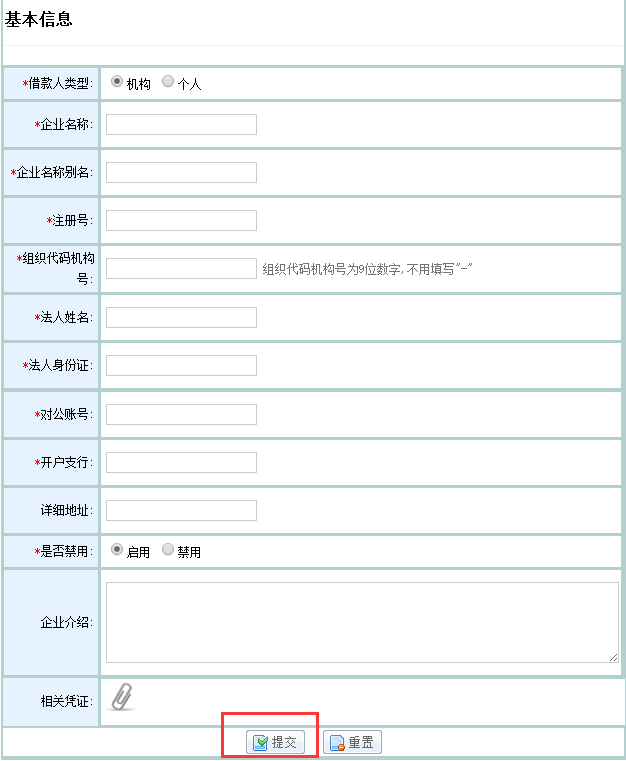 基本信息
*借款人类型: 机构 个人
*企业名称:
*企业名称别名:
*注册号:
*组织代码机构
号: 组织代码机构号为9位数字,不用填写"-"
*法人姓名:
*法人身份证:
*对公账号:
*开户支行:
详细地址:
*是否禁用: 启用 禁用
企业介绍:
相关凭证:
提交 重置